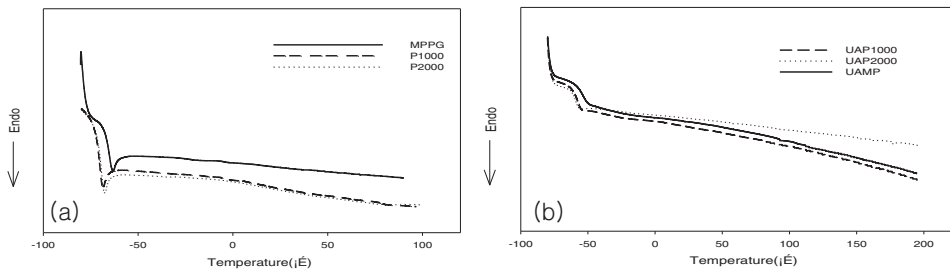 MPPG
P1000
P2000
Endo
(a)
-100 -50 0 50 100
Temperature(¡É)
UAP1000
UAP2000
UAMP
Endo
(b)
-100 -50 0 50 100 150 200
Temperature(¡É)